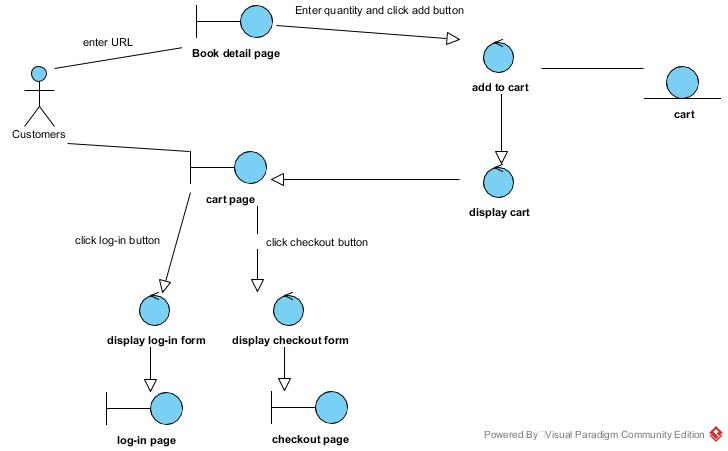 Enter quantity and click add button
enter URL
Book detail page
add to cart
cart
Customers
cart page
display cart
click log-in button
click checkout button
display log-in form
display checkout form
log-in page
checkout page
Powered By Visual Paradigm Community Edition